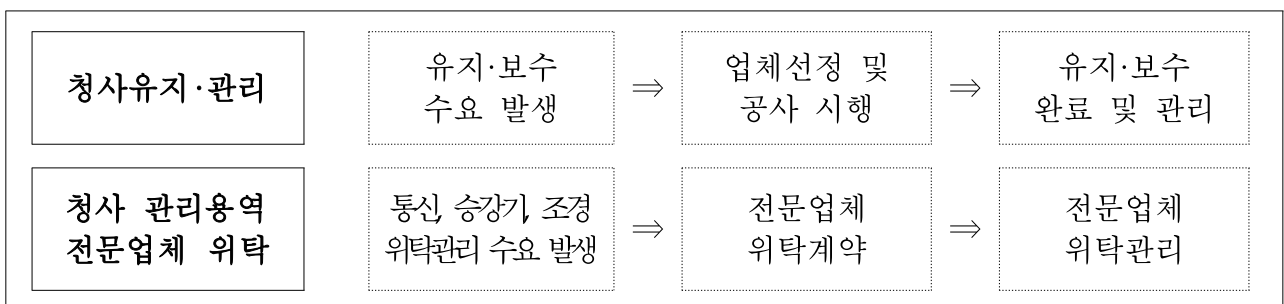 청사유지·관리
유지·보수
수요 발생
⇒
업체선정 및
공사 시행
⇒
유지·보수
완료 및 관리
청사 관리용역
전문업체 위탁
통신, 승강기, 조경
위탁관리 수요 발생
⇒
전문업체
위탁계약
⇒
전문업체
위탁관리